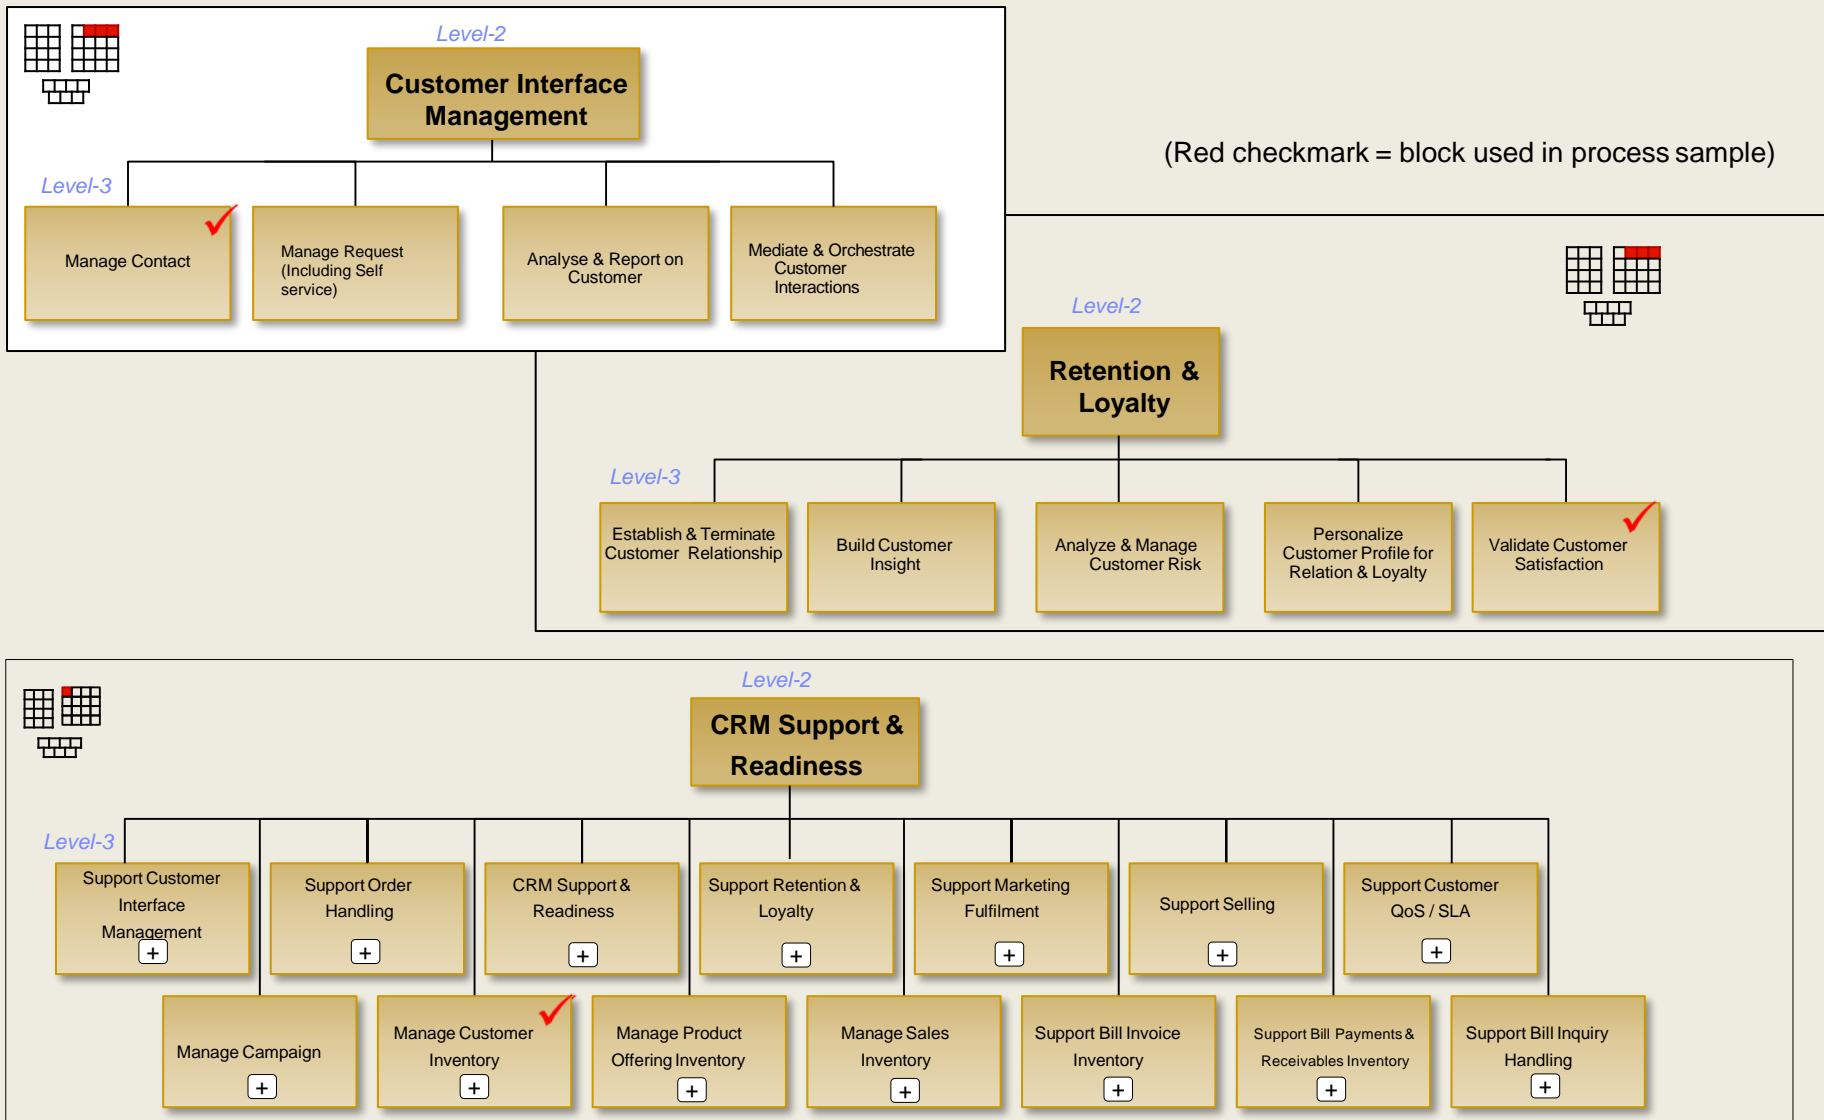 Level-2
Customer Interface
Management
(Red checkmark = block used in process sample)
Level-3
Manage Contact
Manage Request
(Including Self
service)
Analyse & Report on
Customer
Mediate & Orchestrate
Customer
Interactions
Level-2
Retention &
Loyalty
Level-3
Establish & Terminate
Customer Relationship
Build Customer
Insight
Analyze & Manage
Customer Risk
Personalize
Customer Profile for
Relation & Loyalty
Validate Customer
Satisfaction
Level-2
CRM Support &
Readiness
Level-3
Support Customer
Interface
Management
+
Support Order
Handling
+
CRM Support &
Readiness
+
Support Retention &
Loyalty
+
Support Marketing
Fulfilment
+
Support Selling
+
Support Customer
QoS / SLA
+
Manage Campaign
+
Manage Customer
Inventory
+
Manage Product
Offering Inventory
+
Manage Sales
Inventory
+
Support Bill Invoice
Inventory
+
Support Bill Payments &
Receivables Inventory
+
Support Bill Inquiry
Handling
+